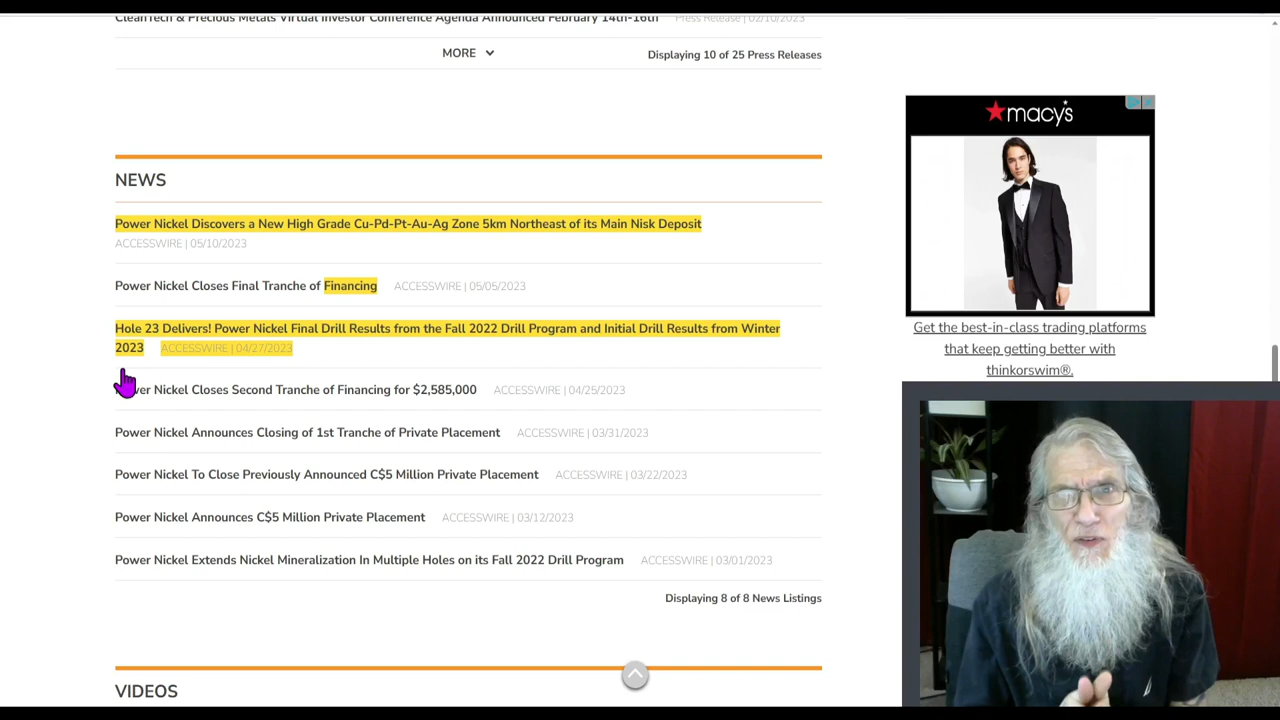 CleanTech & Precious Metals Virtual Investor Conference Agenda Announced February 14th-16th Press Release | 02/10/2023
MORE
Displaying 10 of 25 Press Releases
NEWS
Power Nickel Discovers a New High Grade Cu-Pd-Pt-Au-Ag Zone 5km Northeast of its Main Nisk Deposit
ACCESSWIRE | 05/10/2023
Power Nickel Closes Final Tranche of Financing ACCESSWIRE | 05/05/2023
Hole 23 Delivers! Power Nickel Final Drill Results from the Fall 2022 Drill Program and Initial Drill Results from Winter
2023 ACCESSWIRE | 04/27/2023
Power Nickel Closes Second Tranche of Financing for $2,585,000 ACCESSWIRE | 04/25/2023
Power Nickel Announces Closing of 1st Tranche of Private Placement ACCESSWIRE | 03/31/2023
Power Nickel To Close Previously Announced C$5 Million Private Placement ACCESSWIRE | 03/22/2023
Power Nickel Announces C$5 Million Private Placement ACCESSWIRE | 03/12/2023
Power Nickel Extends Nickel Mineralization In Multiple Holes on its Fall 2022 Drill Program ACCESSWIRE | 03/01/2023
Displaying 8 of 8 News Listings
VIDEOS
macy's
Get the best-in-class trading platforms
that keep getting better with
thinkorswim®.